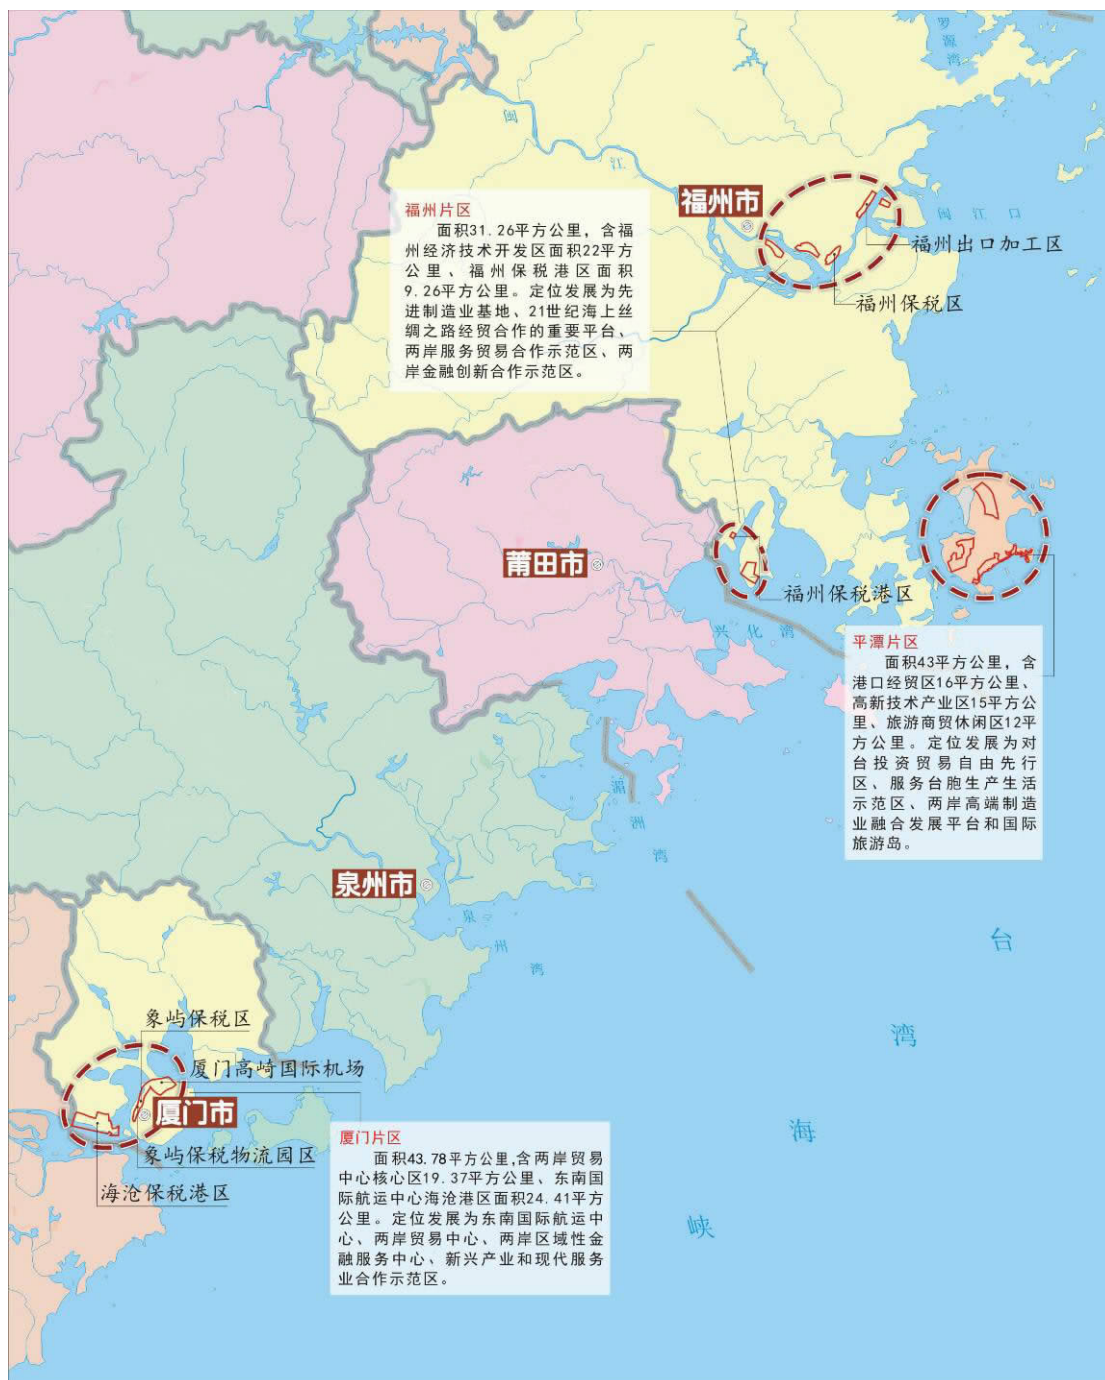 罗源湾
闽江
福州市
闽江口
福州出口加工区
福州保税区
福州片区
面积31.26平方公里，含福
州经济技术开发区面积22平方
公里、福州保税港区面积
9.26平方公里。定位发展为先
进制造业基地、21世纪海上丝
绸之路经贸合作的重要平台、
两岸服务贸易合作示范区、两
岸金融创新合作示范区。
莆田市
福州保税港区
兴化湾
平潭片区
面积43平方公里，含
港口经贸区16平方公里、
高新技术产业区15平方公
里、旅游商贸休闲区12平
方公里。定位发展为对
台投资贸易自由先行
区、服务台胞生产生活
示范区、两岸高端制造
业融合发展平台和国际
旅游岛。
湄洲湾
泉州市
泉州湾
台湾海峡
象屿保税区
厦门高崎国际机场
厦门市
象屿保税物流园区
海沧保税港区
厦门片区
面积43.78平方公里,含两岸贸易
中心核心区19.37平方公里、东南国
际航运中心海沧港区面积24.41平方
公里。定位发展为东南国际航运中
心、两岸贸易中心、两岸区域性金
融服务中心、新兴产业和现代服务
业合作示范区。